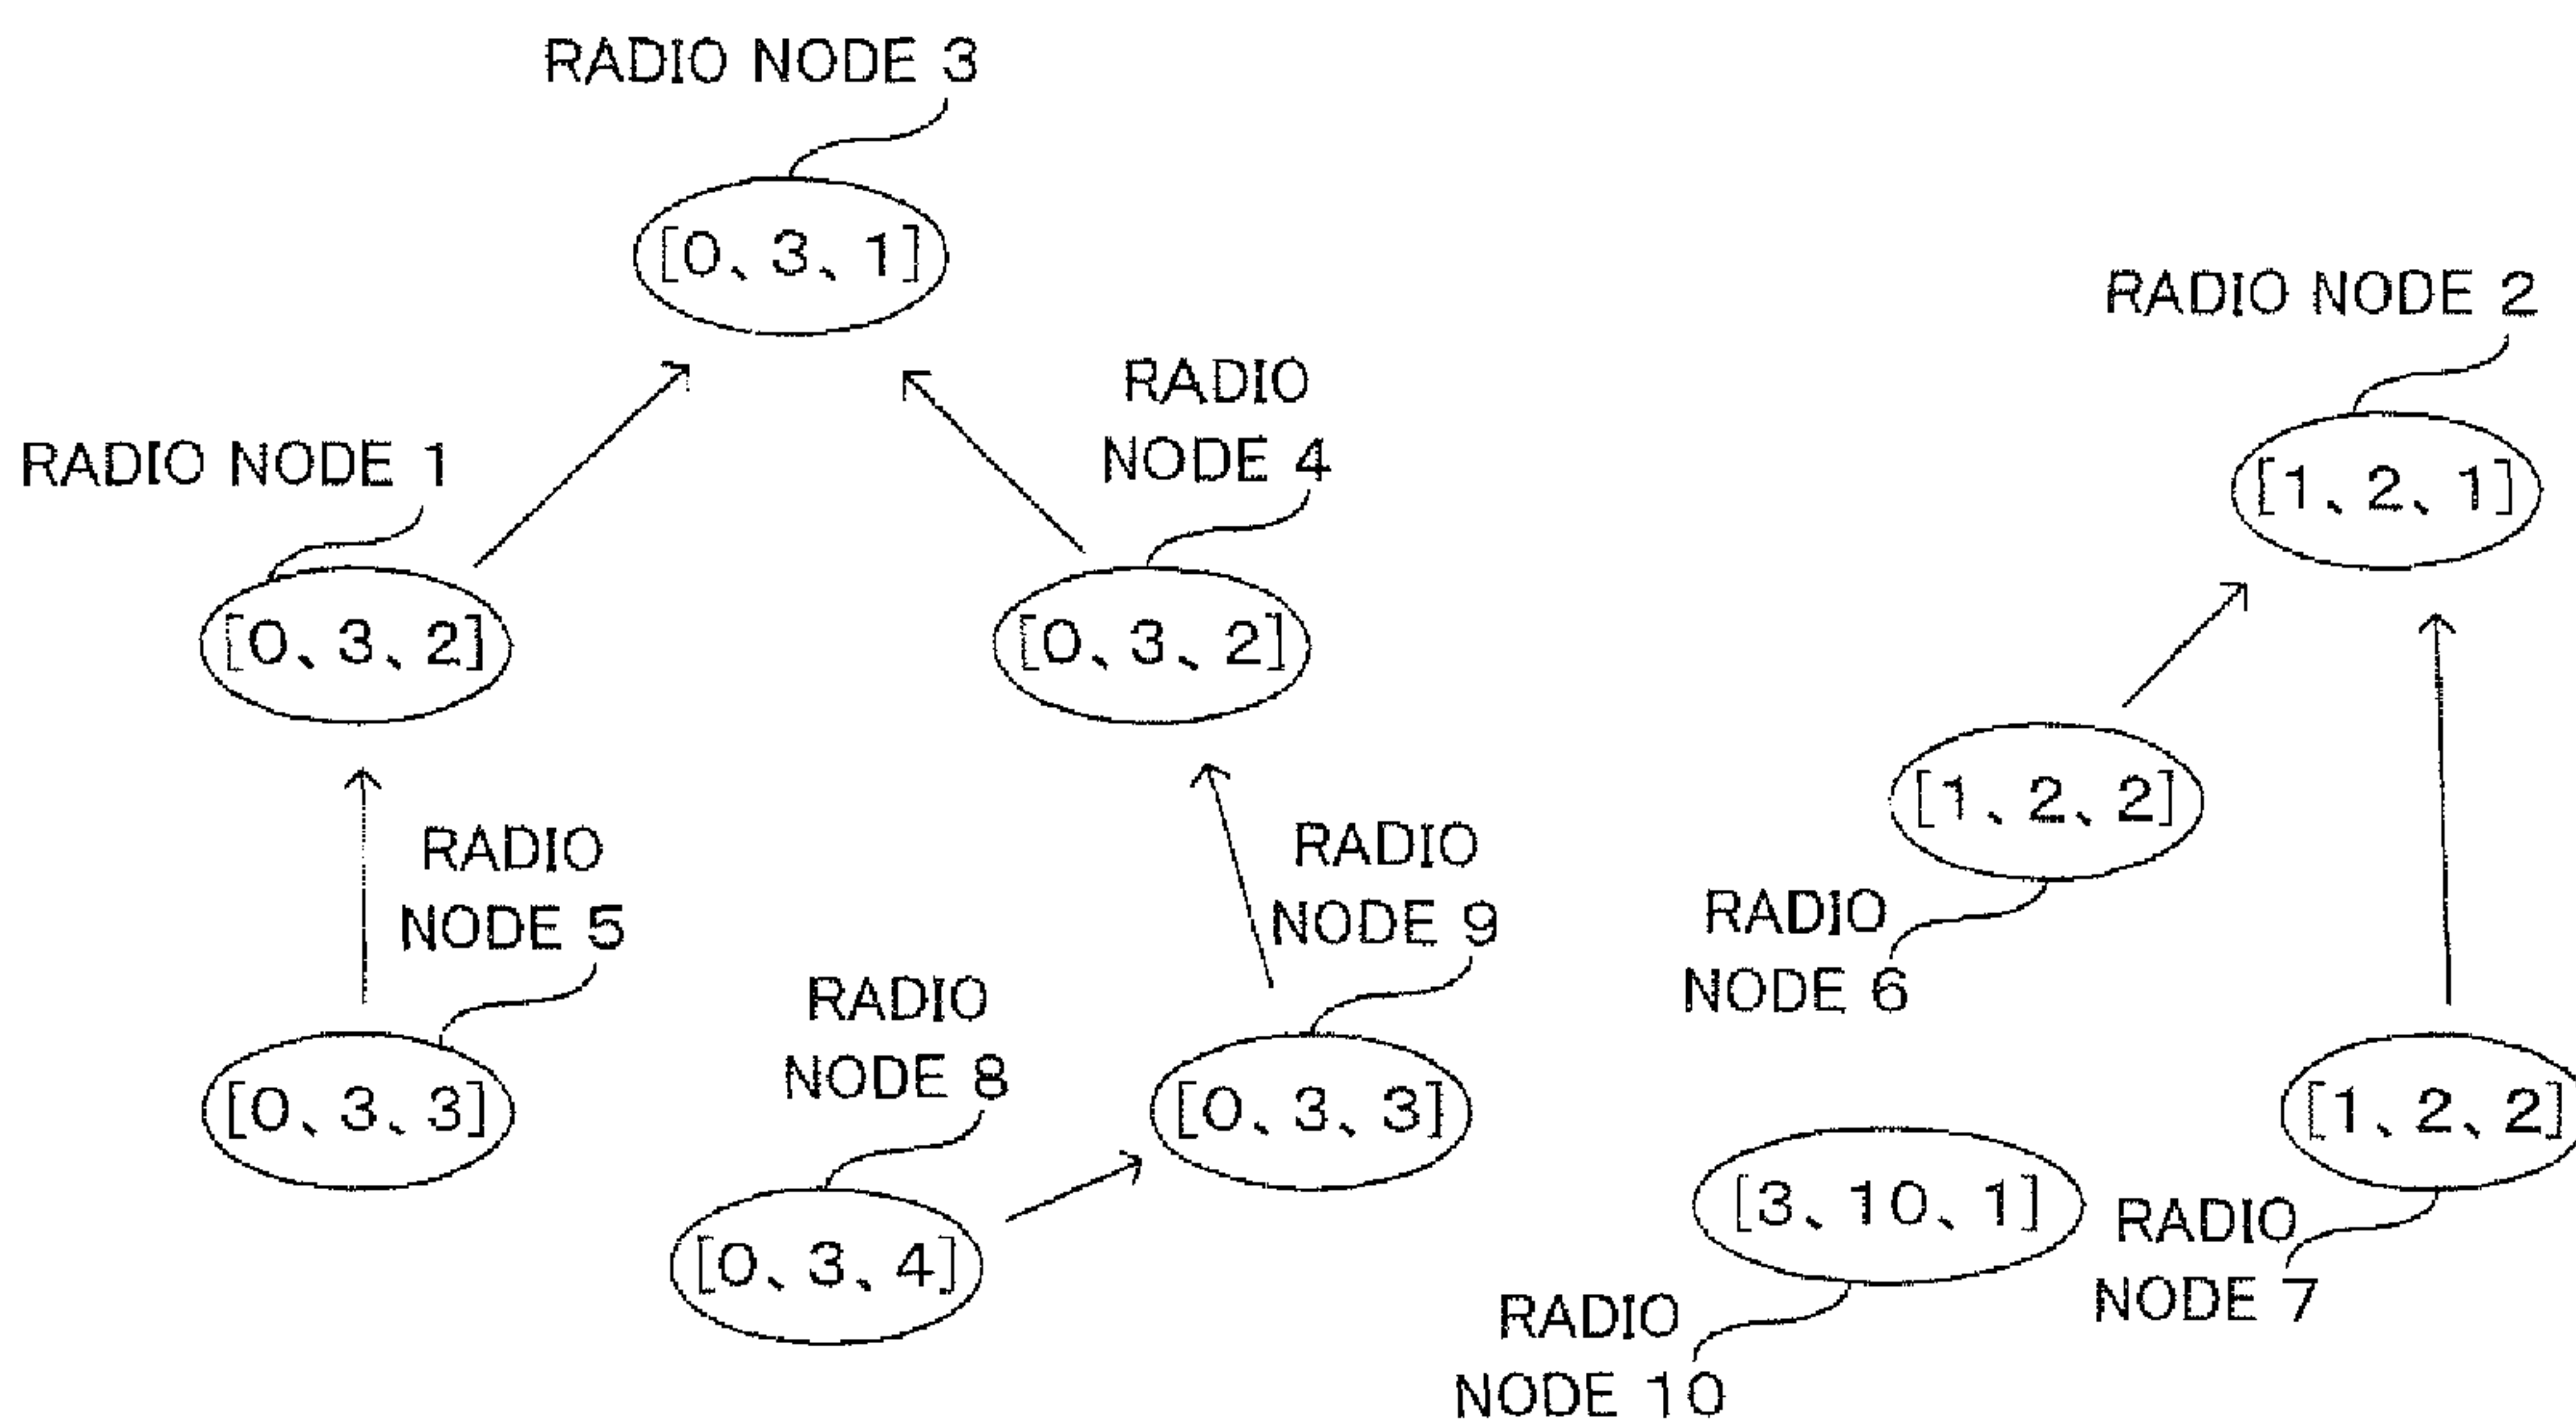 RADIO NODE 3
[0、3、1]
RADIO NODE 2
RADIO
NODE 4
[1、2、1]
RADIO NODE 1
[0、3、2]
[0、3、2]
[1、2、2]
RADIO
NODE 5
RADIO
NODE 9
RADIO
NODE 6
RADIO
NODE 8
[0、3、3]
[0、3、3]
[1、2、2]
[0、3、4]
[3、10、1]
RADIO
NODE 7
RADIO
NODE 10